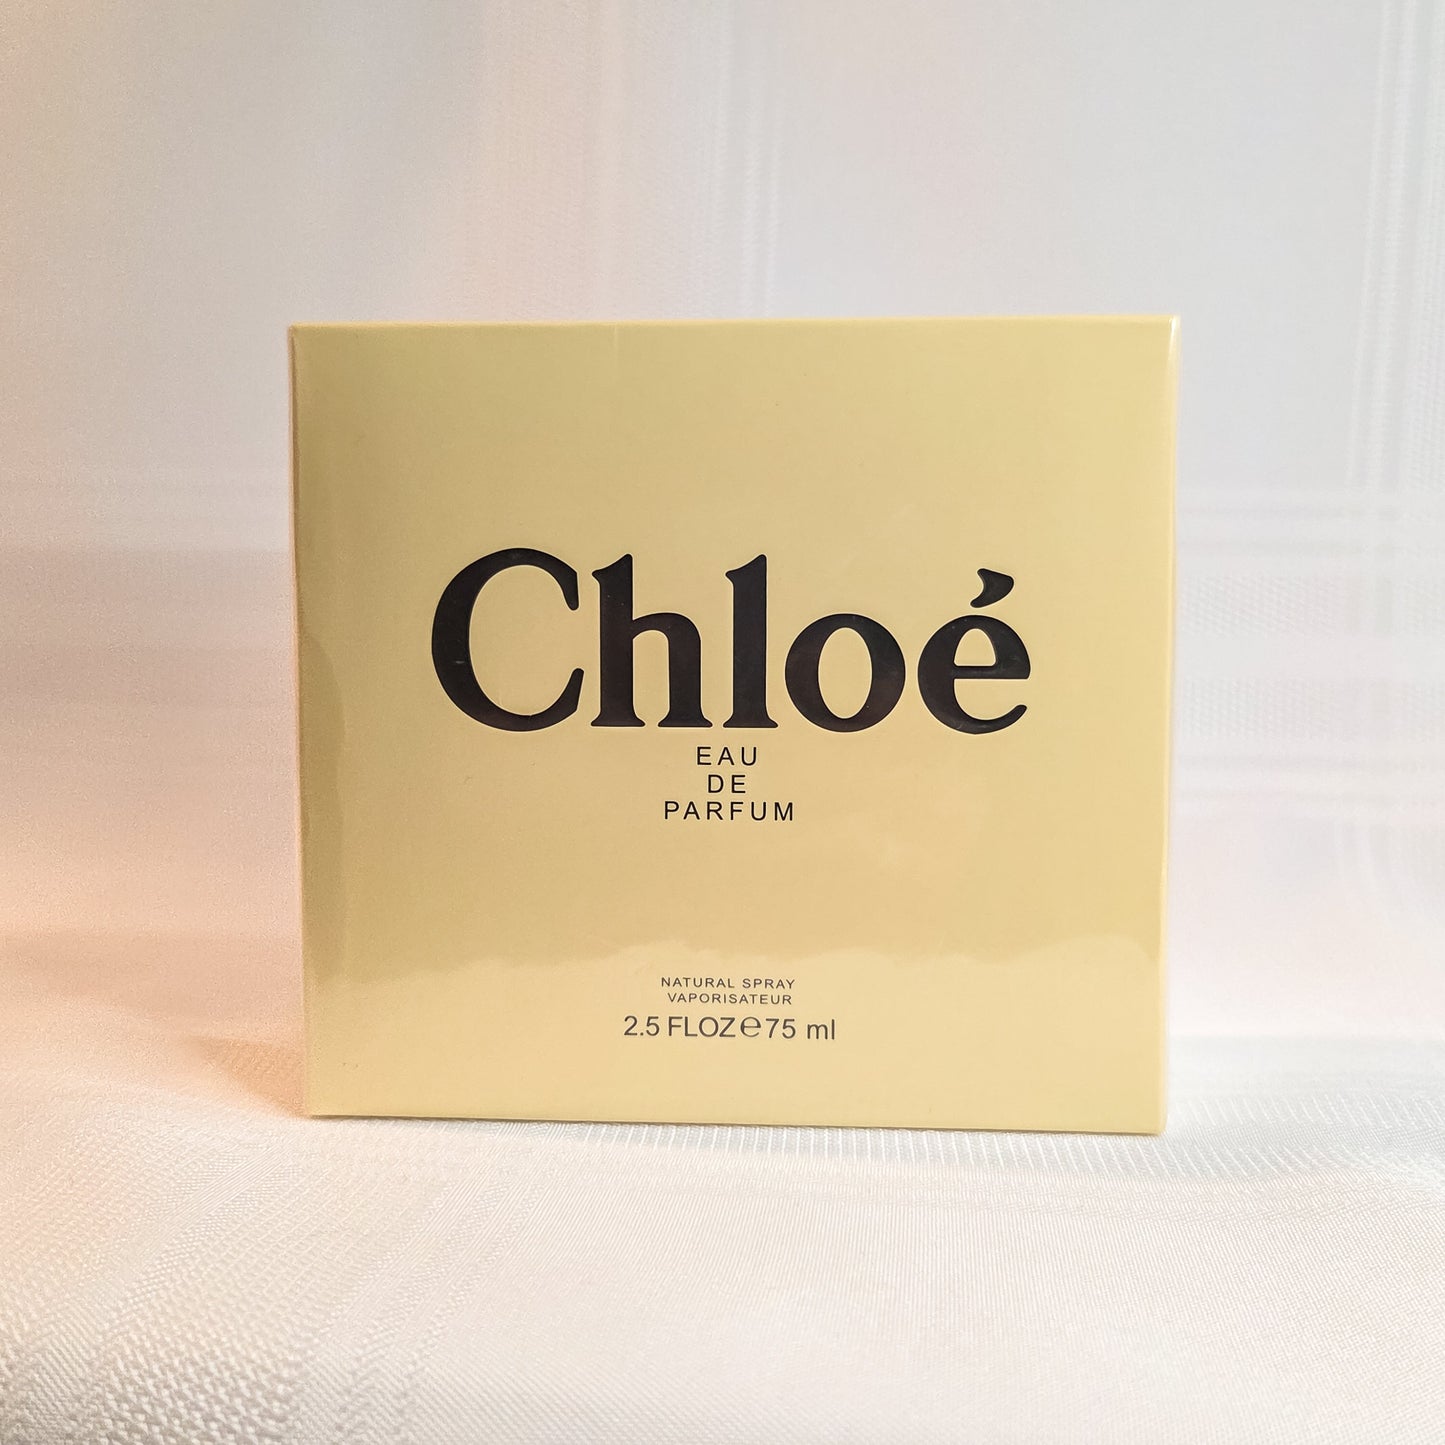 Chloé
EAU
DE
PARFUM
NATURAL SPRAY
VAPORISATEUR
2.5 FLOZ℮75 ml